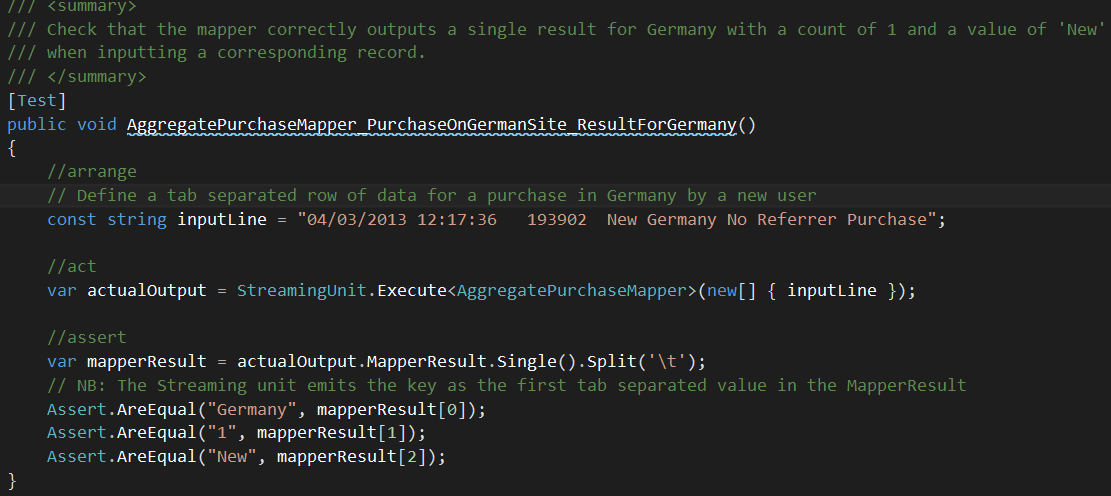 /// <summary>
/// Check that the mapper correctly outputs a single result for Germany with a count of 1 and a value of 'New'
/// when inputting a corresponding record.
/// </summary>
[Test]
public void AggregatePurchaseMapper_PurchaseOnGermanSite_ResultForGermany()
{
    //arrange
    // Define a tab separated row of data for a purchase in Germany by a new user
    const string inputLine = "04/03/2013 12:17:36   193902  New Germany No Referrer Purchase";

    //act
    var actualOutput = StreamingUnit.Execute<AggregatePurchaseMapper>(new[] { inputLine });

    //assert
    var mapperResult = actualOutput.MapperResult.Single().Split('\t');
    // NB: The Streaming unit emits the key as the first tab separated value in the MapperResult
    Assert.AreEqual("Germany", mapperResult[0]);
    Assert.AreEqual("1", mapperResult[1]);
    Assert.AreEqual("New", mapperResult[2]);
}